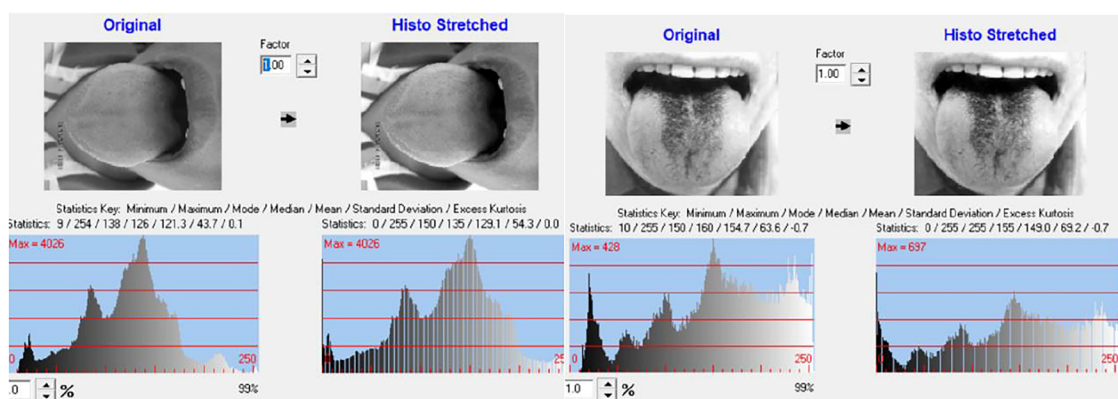 Original
Histo Stretched
Factor
1.00
Statistics Key: Minimum / Maximum / Mode / Median / Mean / Standard Deviation / Excess Kurtosis
Statistics: 9 / 254 / 138 / 126 / 121.3 / 43.7 / 0.1
Statistics: 0 / 255 / 150 / 135 / 129.1 / 54.3 / 0.0
Max = 4026
Max = 4026
0
250
250
.0
%
99%
Original
Histo Stretched
Factor
1.00
Statistics Key: Minimum / Maximum / Mode / Median / Mean / Standard Deviation / Excess Kurtosis
Statistics: 10 / 255 / 150 / 160 / 154.7 / 63.6 / -0.7
Statistics: 0 / 255 / 255 / 155 / 149.0 / 69.2 / -0.7
Max = 428
Max = 697
0
250
0
250
1.0
%
99%